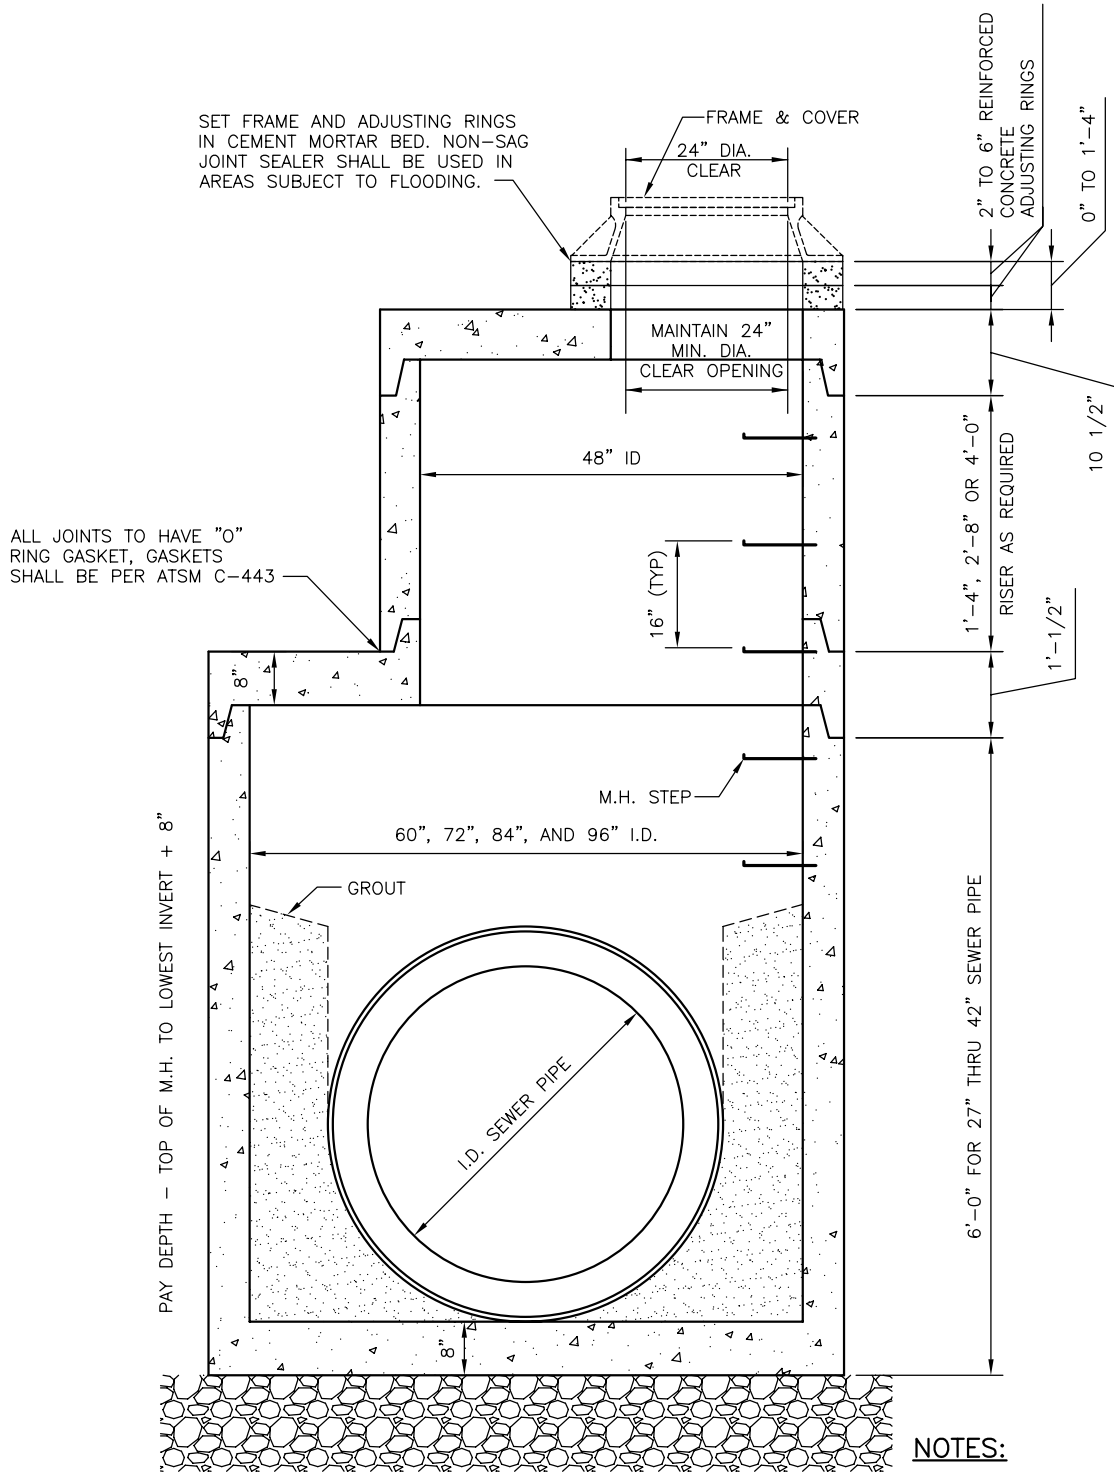 SET FRAME AND ADJUSTING RINGS
IN CEMENT MORTAR BED. NON-SAG
JOINT SEALER SHALL BE USED IN
AREAS SUBJECT TO FLOODING.
FRAME & COVER
24" DIA.
CLEAR
2" TO 6" REINFORCED
CONCRETE
ADJUSTING RINGS
0" TO 1'-4"
MAINTAIN 24"
MIN. DIA.
CLEAR OPENING
10 1/2"
48" ID
1'-4", 2'-8" OR 4'-0"
RISER AS REQUIRED
ALL JOINTS TO HAVE "O"
RING GASKET, GASKETS
SHALL BE PER ATSM C-443
16" (TYP)
1'-1/2"
8"
M.H. STEP
60", 72", 84", AND 96" I.D.
GROUT
PAY DEPTH - TOP OF M.H. TO LOWEST INVERT + 8"
I.D. SEWER PIPE
6'-0" FOR 27" THRU 42" SEWER PIPE
8"
NOTES: